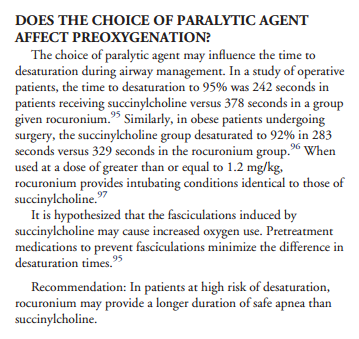 DOES THE CHOICE OF PARALYTIC AGENT
AFFECT PREOXYGENATION?
The choice of paralytic agent may influence the time to
desaturation during airway management. In a study of operative
patients, the time to desaturation to 95% was 242 seconds in
patients receiving succinylcholine versus 378 seconds in a group
given rocuronium.95 Similarly, in obese patients undergoing
surgery, the succinylcholine group desaturated to 92% in 283
seconds versus 329 seconds in the rocuronium group.96 When
used at a dose of greater than or equal to 1.2 mg/kg,
rocuronium provides intubating conditions identical to those of
succinylcholine.97
It is hypothesized that the fasciculations induced by
succinylcholine may cause increased oxygen use. Pretreatment
medications to prevent fasciculations minimize the difference in
desaturation times.95
Recommendation: In patients at high risk of desaturation,
rocuronium may provide a longer duration of safe apnea than
succinylcholine.